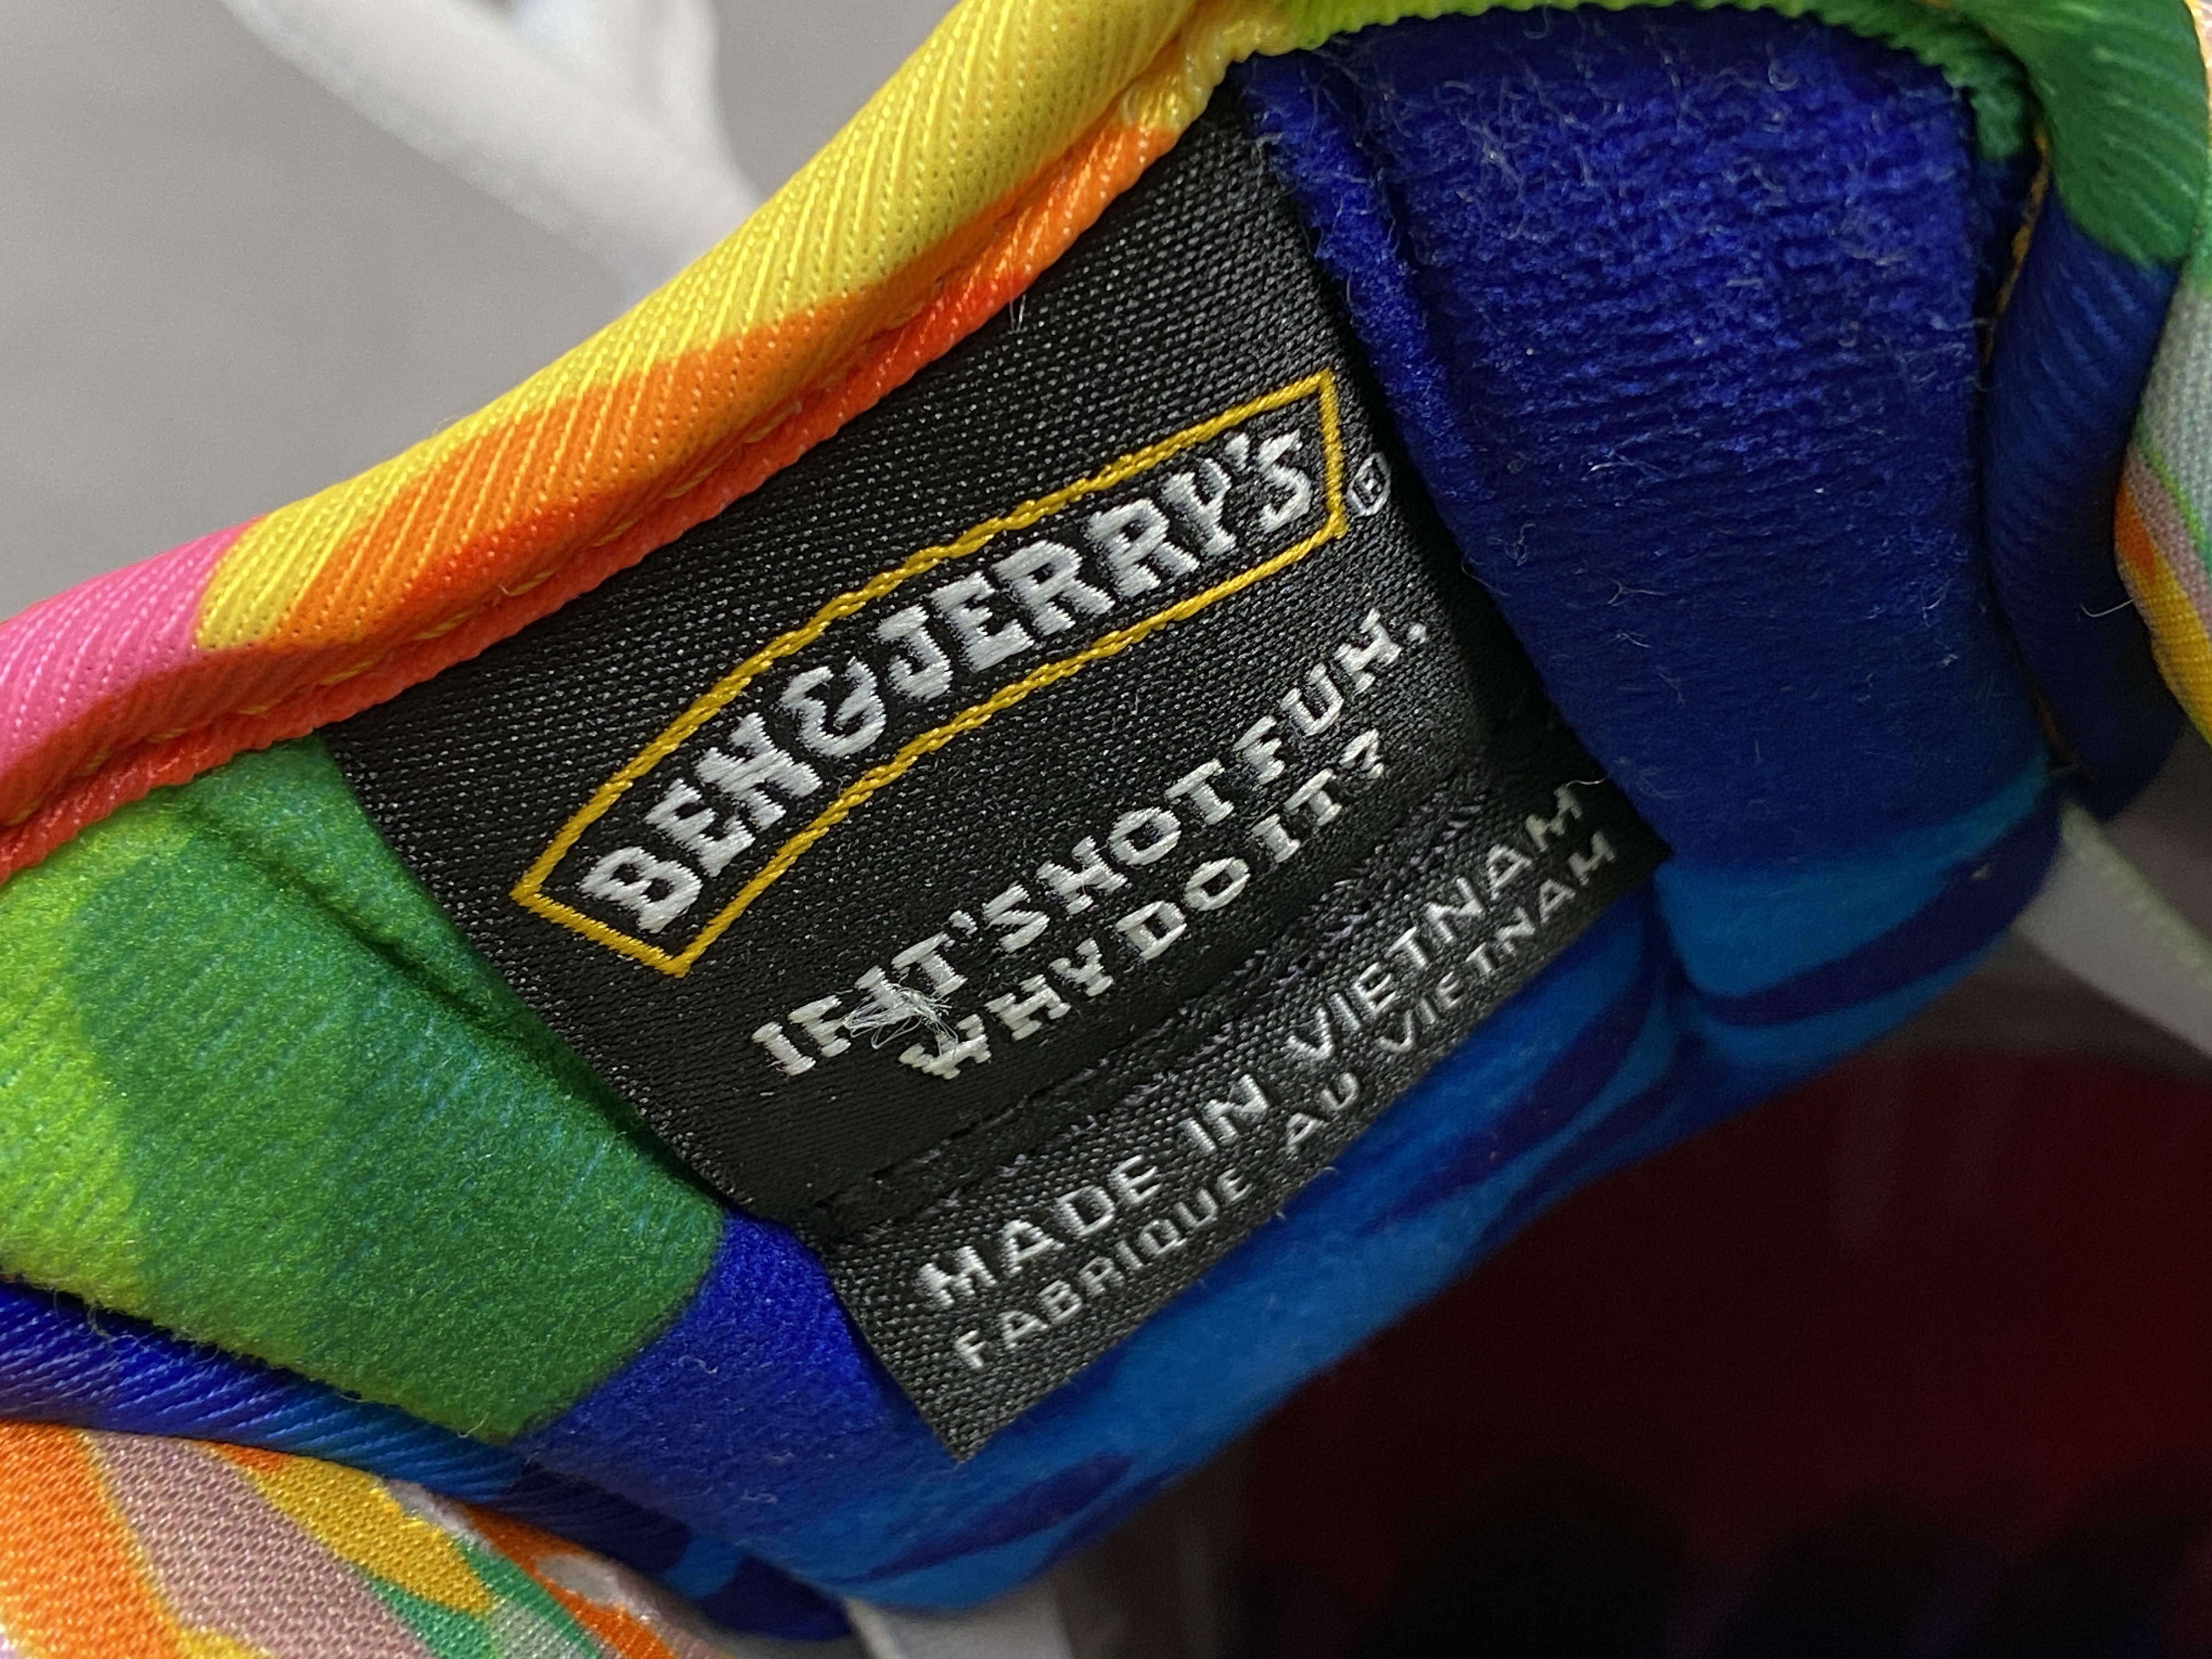 BEN & JERRY'S®
IF IT'S NOT FUN.
WHY DO IT?
MADE IN VIETNAM
FABRIQUE AU VIETNAM